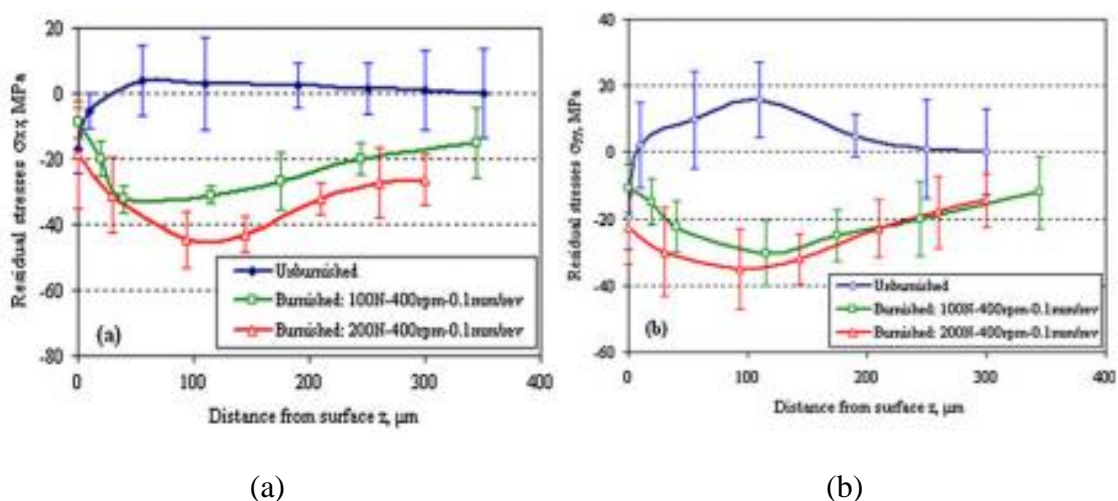 20
0
-20
-40
-60
-80
0 100 200 300 400
Residual stresses σxx, MPa
Distance from surface z, µm
Unburnished
Burnished: 100N-400rpm-0.1mm/rev
Burnished: 200N-400rpm-0.1mm/rev
(a)
40
20
0
-20
-40
-60
0 100 200 300 400
Residual stresses σyy, MPa
Distance from surface z, µm
Unburnished
Burnished: 100N-400rpm-0.1mm/rev
Burnished: 200N-400rpm-0.1mm/rev
(b)
(a) (b)